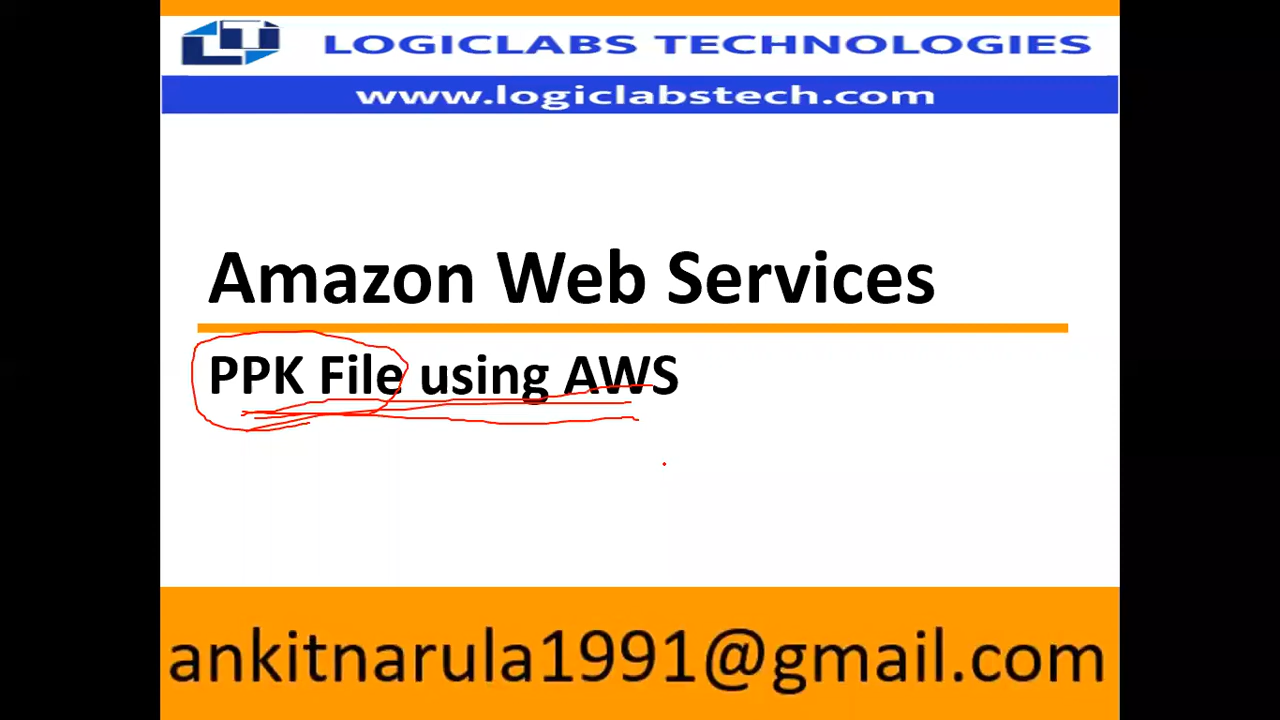 LOGICLABS TECHNOLOGIES
www.logiclabstech.com
Amazon Web Services
PPK File using AWS
ankitnarula1991@gmail.com